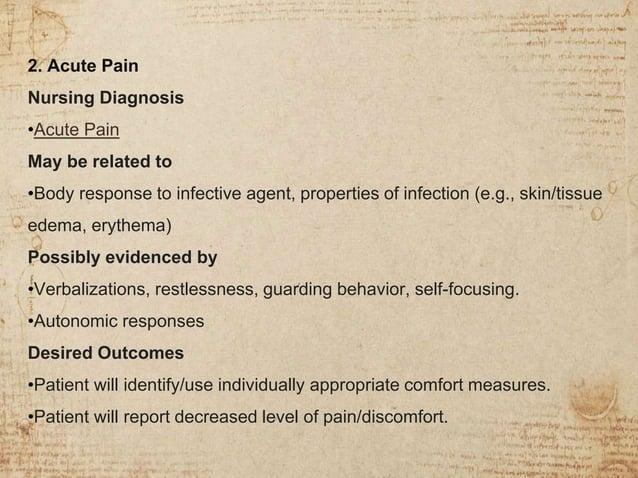 2. Acute Pain
Nursing Diagnosis
•Acute Pain
May be related to
•Body response to infective agent, properties of infection (e.g., skin/tissue
edema, erythema)
Possibly evidenced by
•Verbalizations, restlessness, guarding behavior, self-focusing.
•Autonomic responses
Desired Outcomes
•Patient will identify/use individually appropriate comfort measures.
•Patient will report decreased level of pain/discomfort.